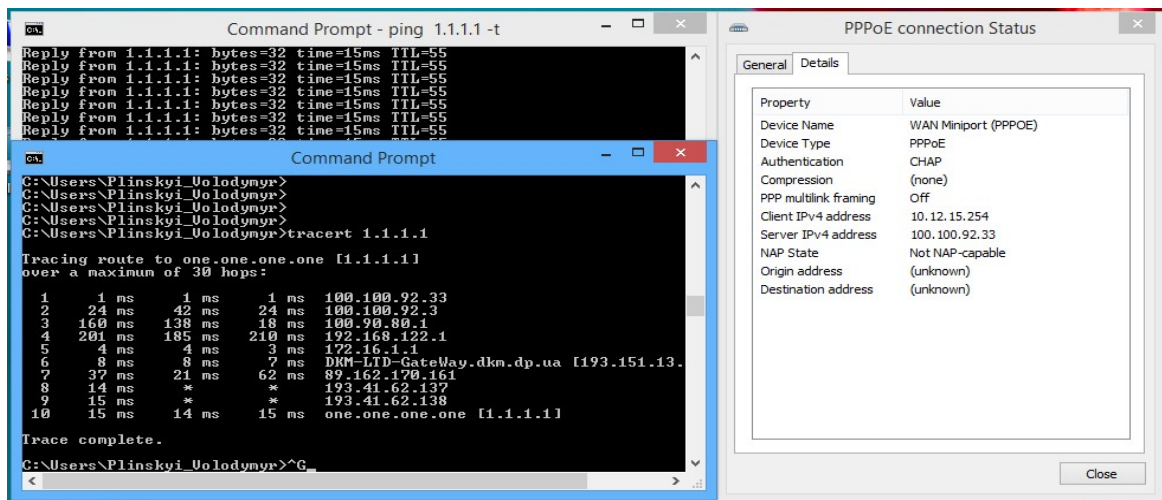 Command Prompt - ping 1.1.1.1 -t
Reply from 1.1.1.1: bytes=32 time=15ms TTL=55
Reply from 1.1.1.1: bytes=32 time=15ms TTL=55
Reply from 1.1.1.1: bytes=32 time=15ms TTL=55
Reply from 1.1.1.1: bytes=32 time=15ms TTL=55
Reply from 1.1.1.1: bytes=32 time=15ms TTL=55
Reply from 1.1.1.1: bytes=32 time=15ms TTL=55
Reply from 1.1.1.1: bytes=32 time=15ms TTL=55
Command Prompt
C:\Users\Plinskyi_Volodymyr>
C:\Users\Plinskyi_Volodymyr>
C:\Users\Plinskyi_Volodymyr>
C:\Users\Plinskyi_Volodymyr>
C:\Users\Plinskyi_Volodymyr>tracert 1.1.1.1
Tracing route to one.one.one.one [1.1.1.1]
over a maximum of 30 hops:
1 1 ms 1 ms 1 ms 100.100.92.33
2 24 ms 42 ms 24 ms 100.100.92.3
3 160 ms 138 ms 18 ms 100.90.80.1
4 201 ms 185 ms 210 ms 192.168.122.1
5 4 ms 4 ms 3 ms 172.16.1.1
6 8 ms 8 ms 7 ms DKM-LTD-GateWay.dkm.dp.ua [193.151.13.
7 37 ms 21 ms 62 ms 89.162.170.161
8 14 ms * * 193.41.62.137
9 15 ms * * 193.41.62.138
10 15 ms 14 ms 15 ms one.one.one.one [1.1.1.1]
Trace complete.
C:\Users\Plinskyi_Volodymyr>^G_
PPPoE connection Status
General Details
Property Value
Device Name WAN Miniport (PPPOE)
Device Type PPPoE
Authentication CHAP
Compression (none)
PPP multilink framing Off
Client IPv4 address 10.12.15.254
Server IPv4 address 100.100.92.33
NAP State Not NAP-capable
Origin address (unknown)
Destination address (unknown)
Close